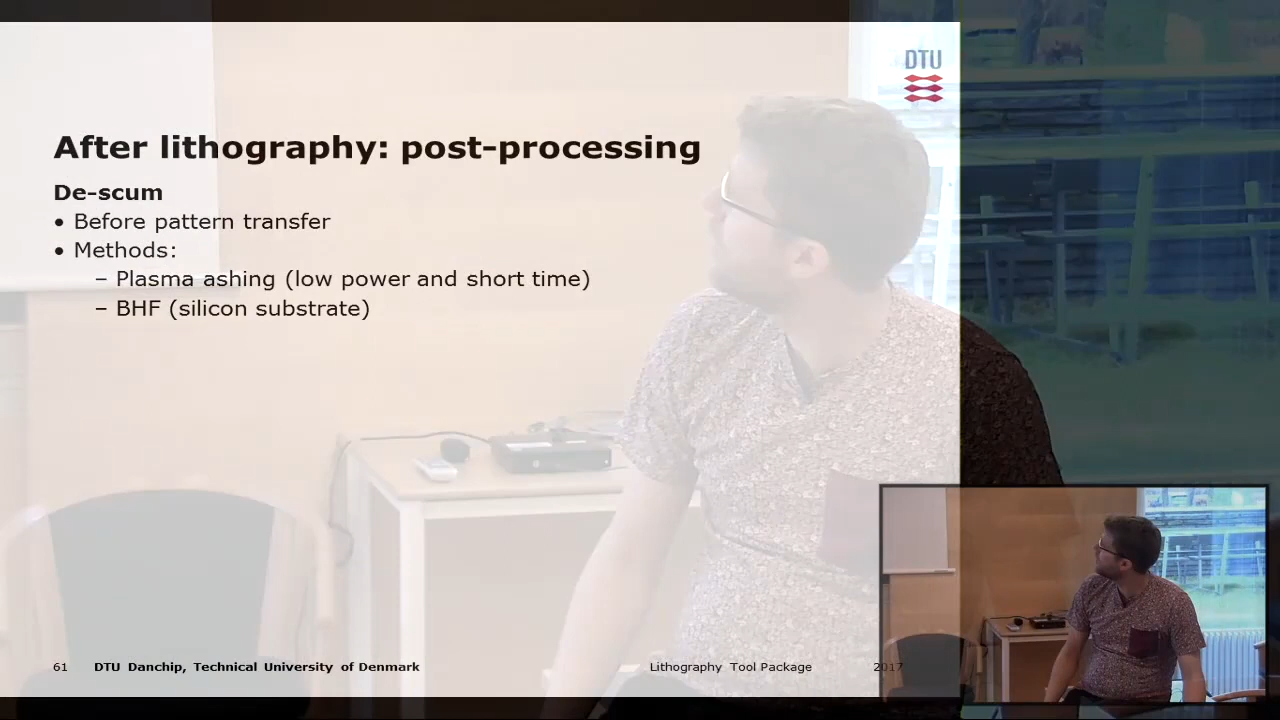 DTU
After lithography: post-processing
De-scum
• Before pattern transfer
• Methods:
– Plasma ashing (low power and short time)
– BHF (silicon substrate)
61 DTU Danchip, Technical University of Denmark Lithography Tool Package 2017